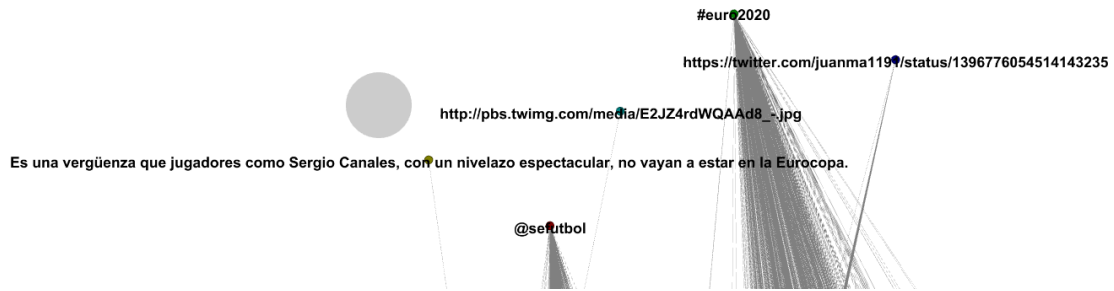 #euro2020
https://twitter.com/juanma1191/status/1396776054514143235
http://pbs.twimg.com/media/E2JZ4rdWQAAd8_-.jpg
Es una vergüenza que jugadores como Sergio Canales, con un nivelazo espectacular, no vayan a estar en la Eurocopa.
@sefutbol